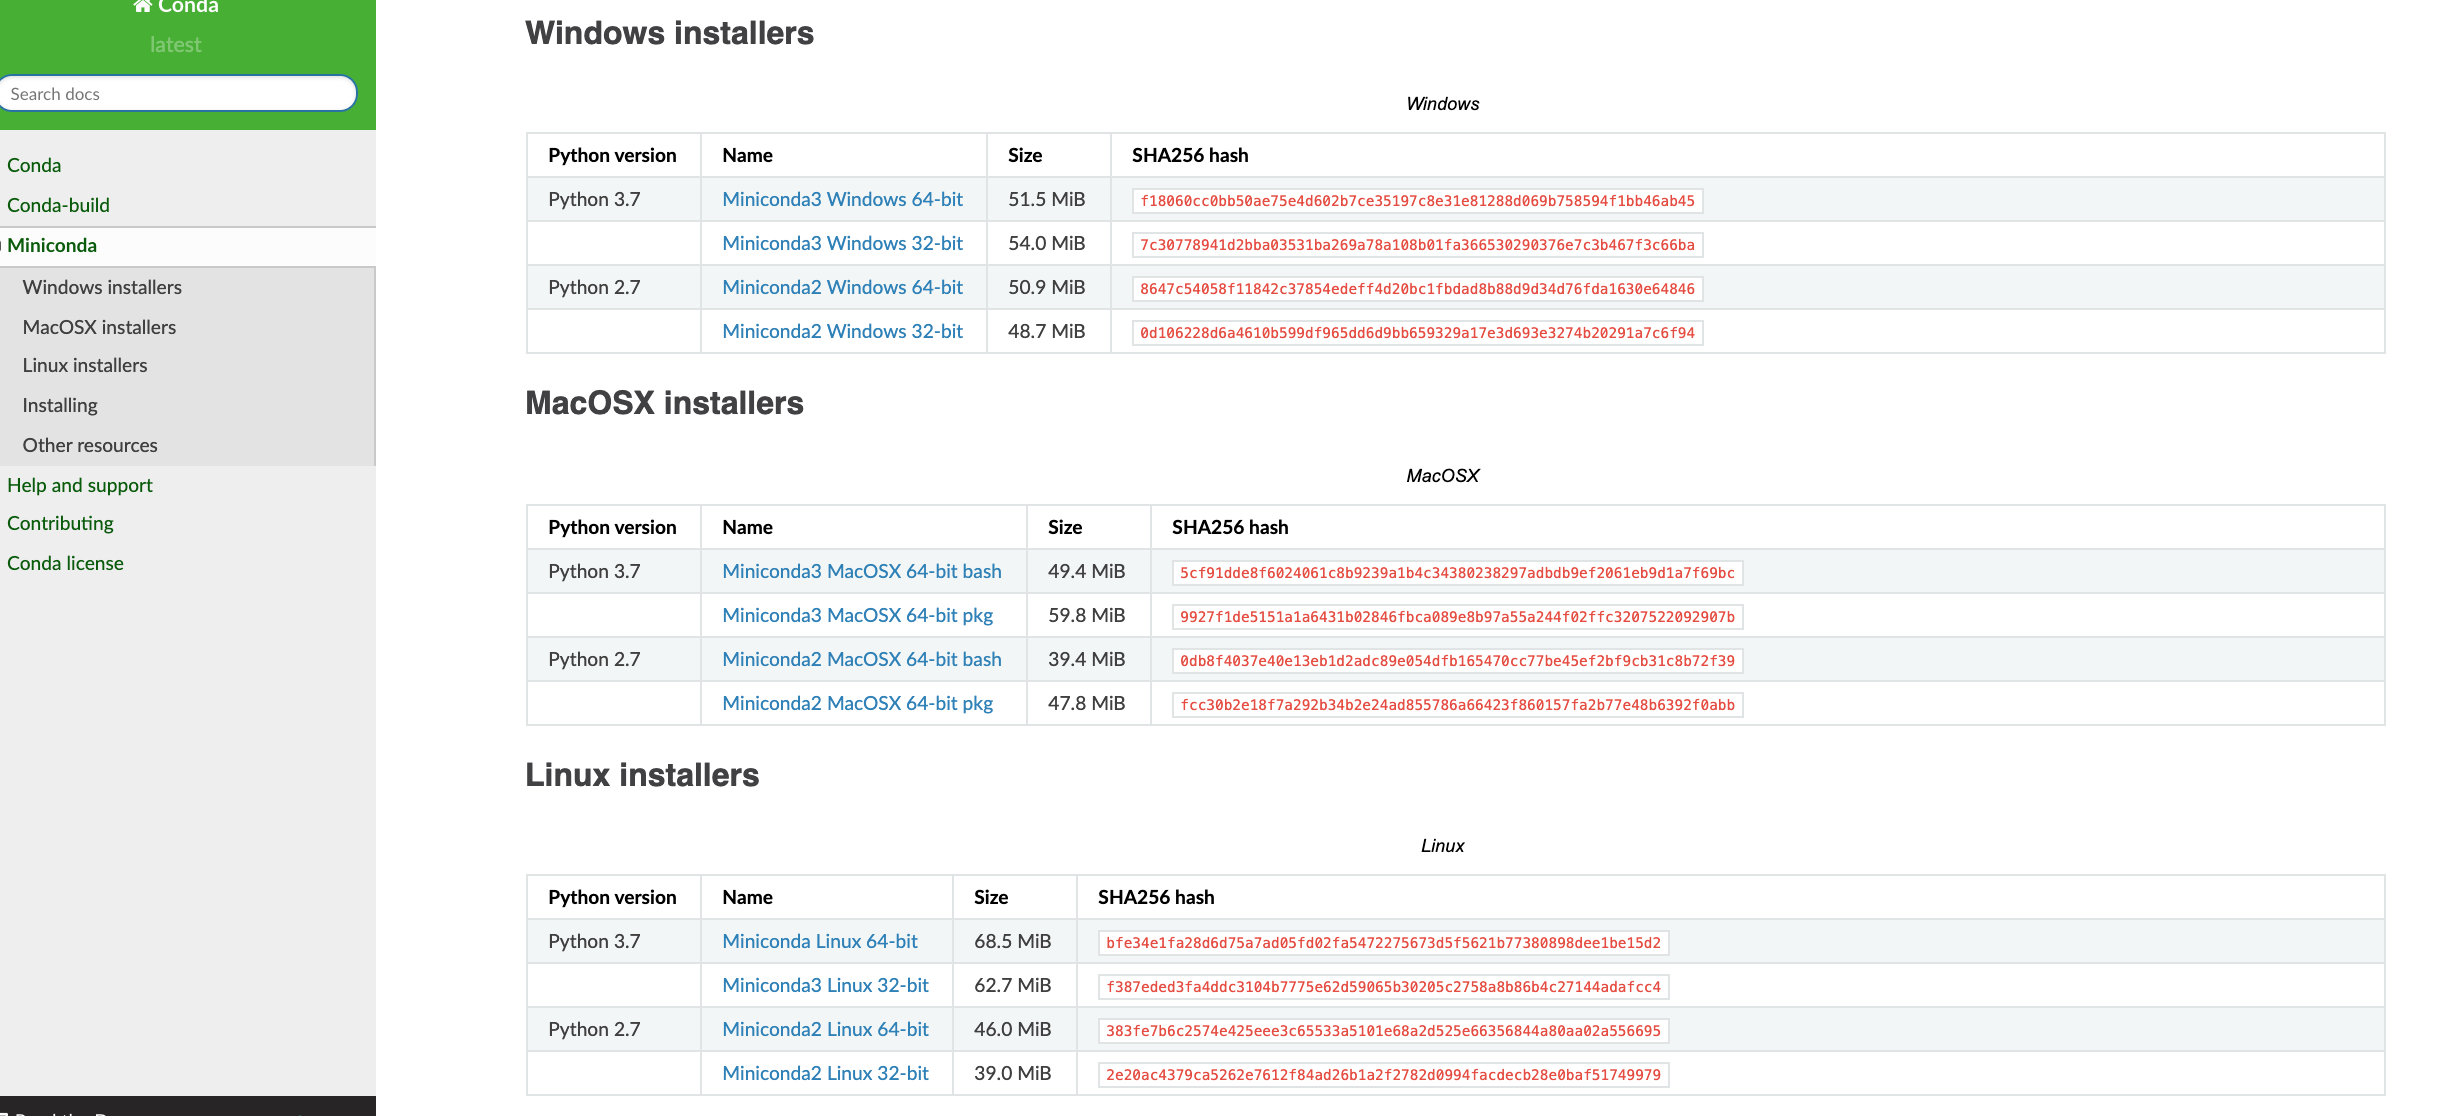 Conda
latest
Search docs
Conda
Conda-build
Miniconda
Windows installers
MacOSX installers
Linux installers
Installing
Other resources
Help and support
Contributing
Conda license
Windows installers
Windows
Python version Name Size SHA256 hash
Python 3.7 Miniconda3 Windows 64-bit 51.5 MiB f18060cc0bb50ae75e4d602b7ce35197c8e31e81288d069b758594f1bb46ab45
Miniconda3 Windows 32-bit 54.0 MiB 7c30778941d2bba03531ba269a78a108b01fa366530290376e7c3b467f3c66ba
Python 2.7 Miniconda2 Windows 64-bit 50.9 MiB 8647c54058f11842c37854edeff4d20bc1fbdad8b88d9d34d76fda1630e64846
Miniconda2 Windows 32-bit 48.7 MiB 0d106228d6a4610b599df965dd6d9bb659329a17e3d693e3274b20291a7c6f94
MacOSX installers
MacOSX
Python version Name Size SHA256 hash
Python 3.7 Miniconda3 MacOSX 64-bit bash 49.4 MiB 5cf91dde8f6024061c8b9239a1b4c34380238297adbdb9ef2061eb9d1a7f69bc
Miniconda3 MacOSX 64-bit pkg 59.8 MiB 9927f1de5151a1a6431b02846fbca089e8b97a55a244f02ffc3207522092907b
Python 2.7 Miniconda2 MacOSX 64-bit bash 39.4 MiB 0db8f4037e40e13eb1d2adc89e054dfb165470cc77be45ef2bf9cb31c8b72f39
Miniconda2 MacOSX 64-bit pkg 47.8 MiB fcc30b2e18f7a292b34b2e24ad855786a66423f860157fa2b77e48b6392f0abb
Linux installers
Linux
Python version Name Size SHA256 hash
Python 3.7 Miniconda Linux 64-bit 68.5 MiB bfe34e1fa28d6d75a7ad05fd02fa5472275673d5f5621b77380898dee1be15d2
Miniconda3 Linux 32-bit 62.7 MiB f387eded3fa4ddc3104b7775e62d59065b30205c2758a8b86b4c27144adafcc4
Python 2.7 Miniconda2 Linux 64-bit 46.0 MiB 383fe7b6c2574e425eee3c65533a5101e68a2d525e66356844a80aa02a556695
Miniconda2 Linux 32-bit 39.0 MiB 2e20ac4379ca5262e7612f84ad26b1a2f2782d0994facdecb28e0baf51749979